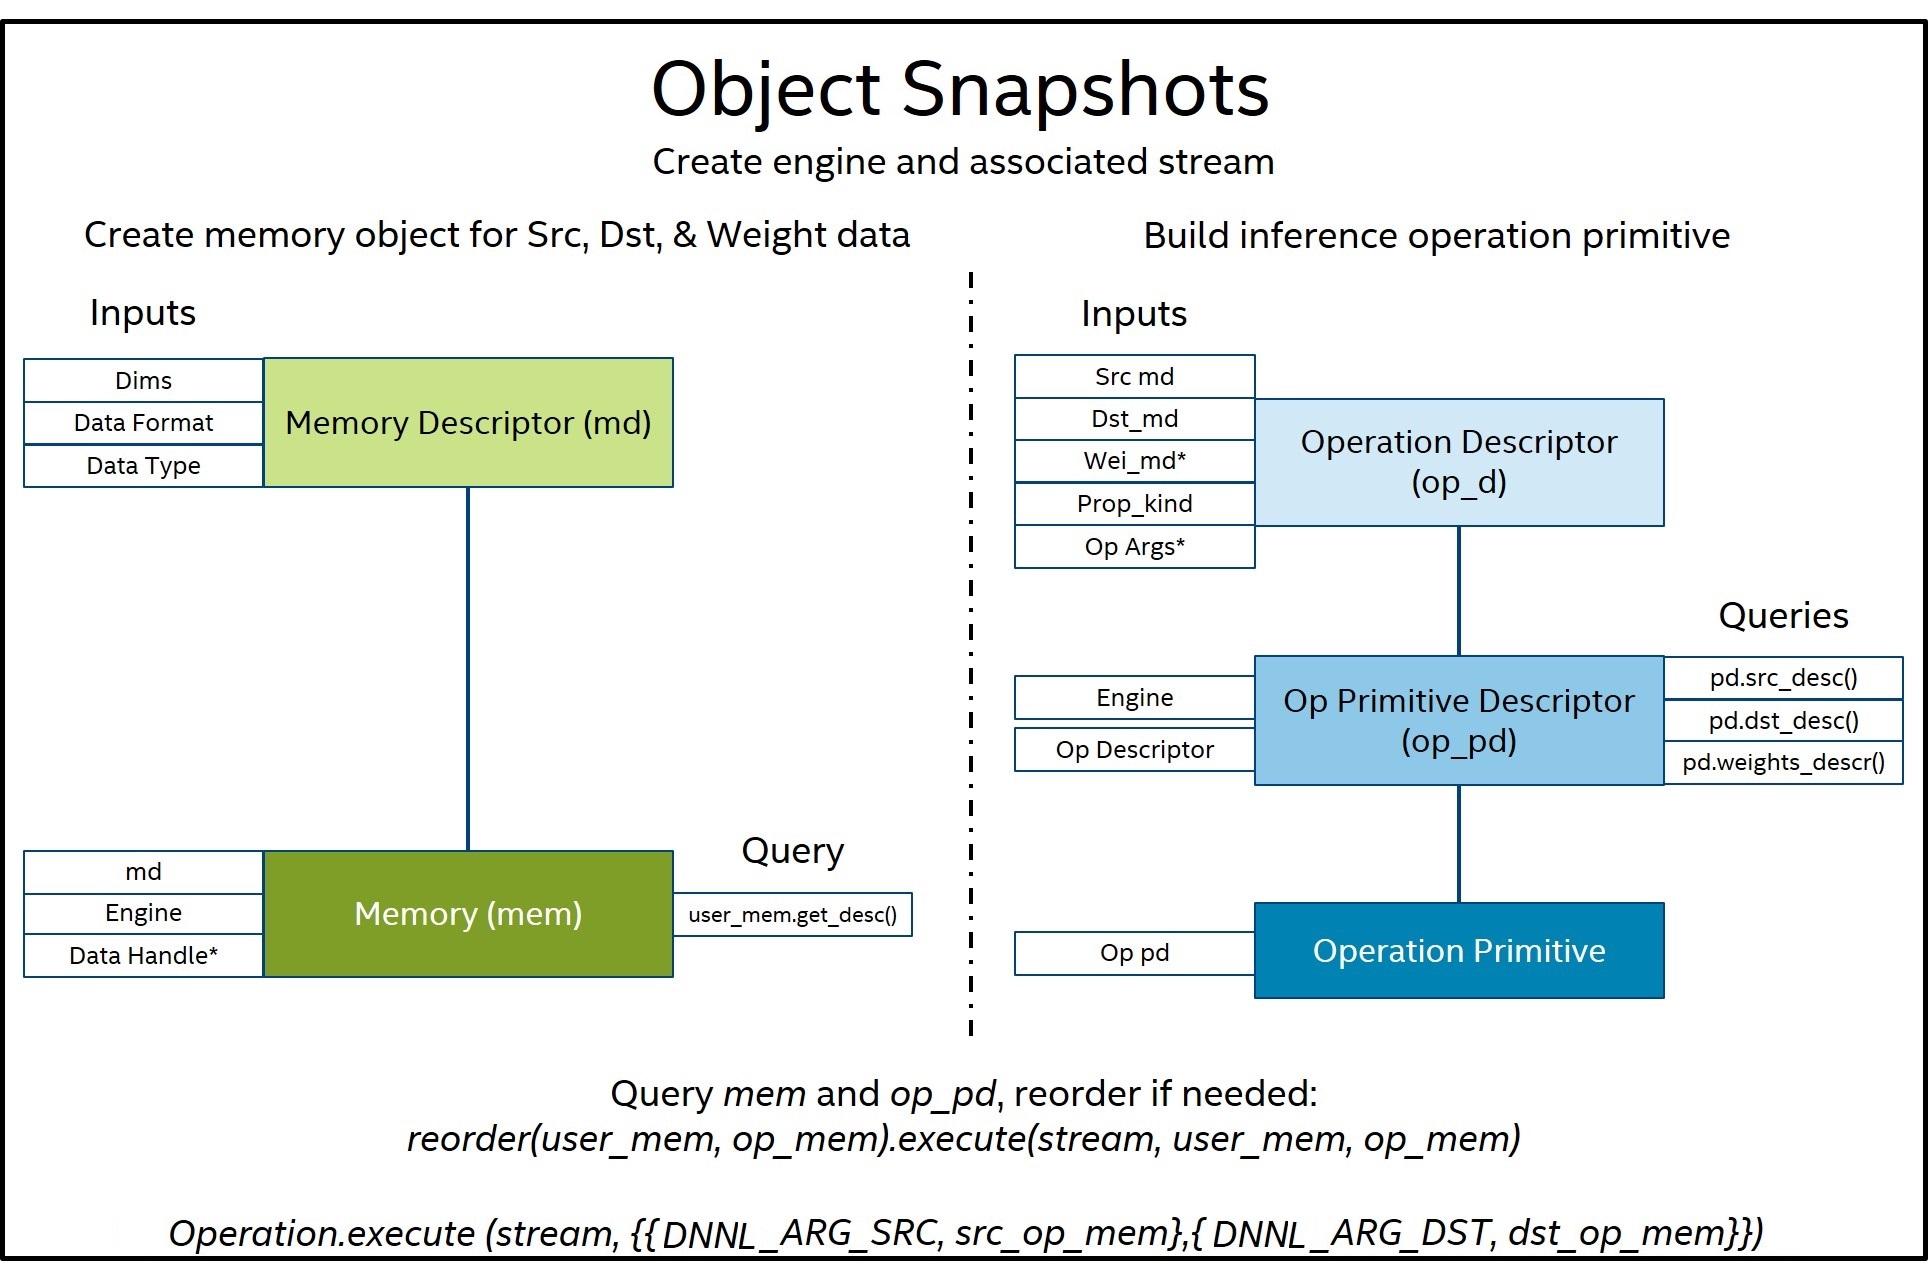 Object Snapshots
Create engine and associated stream
Create memory object for Src, Dst, & Weight data
Inputs
Dims
Data Format
Data Type
Memory Descriptor (md)
md
Engine
Data Handle*
Memory (mem)
Query
user_mem.get_desc()
Build inference operation primitive
Inputs
Src md
Dst_md
Wei_md*
Prop_kind
Op Args*
Operation Descriptor
(op_d)
Engine
Op Descriptor
Op Primitive Descriptor
(op_pd)
Queries
pd.src_desc()
pd.dst_desc()
pd.weights_descr()
Op pd
Operation Primitive
Query mem and op_pd, reorder if needed:
reorder(user_mem, op_mem).execute(stream, user_mem, op_mem)
Operation.execute (stream, {{DNNL_ARG_SRC, src_op_mem},{ DNNL_ARG_DST, dst_op_mem}})